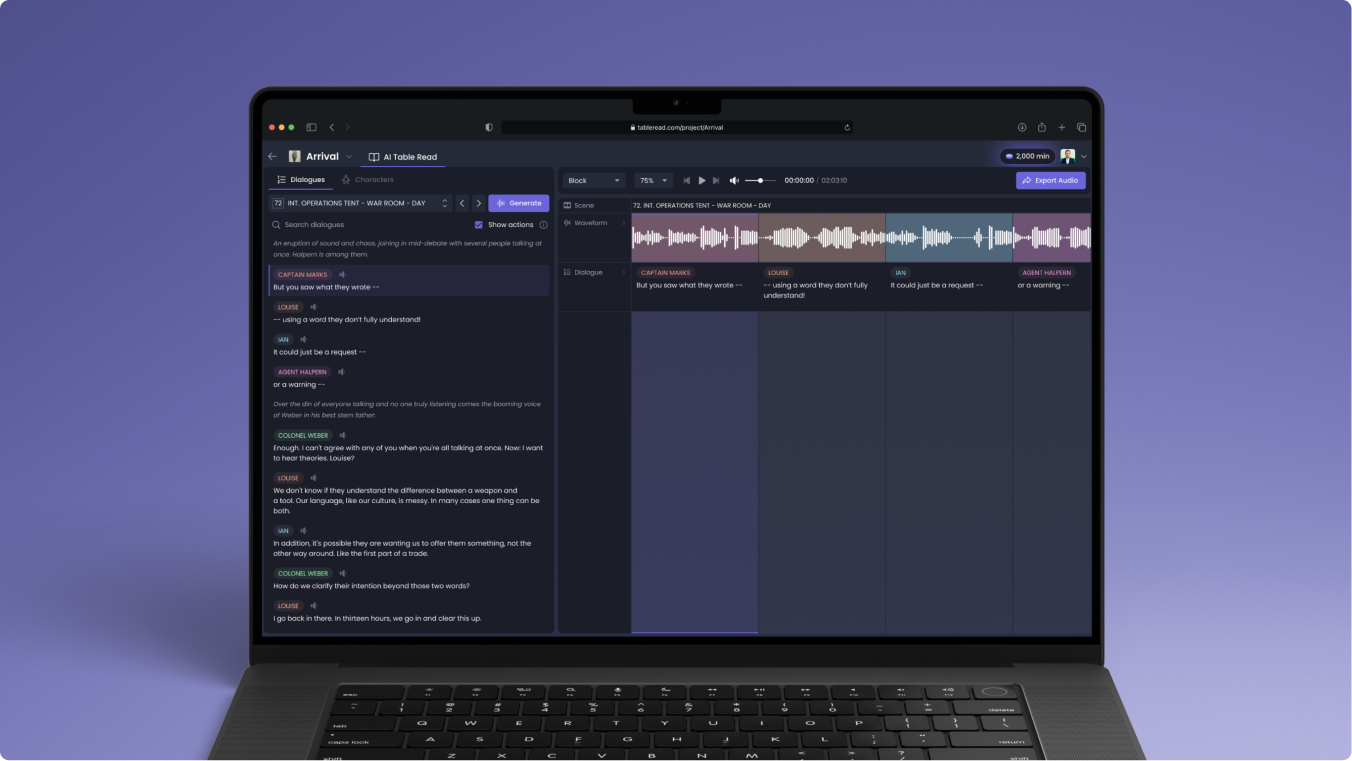 tableread.com/project/Arrival
Arrival
AI Table Read
2,000 min
Dialogues
Characters
72 INT. OPERATIONS TENT - WAR ROOM - DAY
Generate
Search dialogues
Show actions
An eruption of sound and chaos, joining in mid-debate with several people talking at
once. Halpern is among them.
CAPTAIN MARKS
But you saw what they wrote --
LOUISE
-- using a word they don't fully understand!
IAN
It could just be a request --
AGENT HALPERN
or a warning --
Over the din of everyone talking and no one truly listening comes the booming voice
of Weber in his best stern father.
COLONEL WEBER
Enough. I can't agree with any of you when you're all talking at once. Now: I want
to hear theories. Louise?
LOUISE
We don't know if they understand the difference between a weapon and
a tool. Our language, like our culture, is messy. In many cases one thing can be
both.
IAN
In addition, it's possible they are wanting us to offer them something, not the
other way around. Like the first part of a trade.
COLONEL WEBER
How do we clarify their intention beyond those two words?
LOUISE
I go back in there. In thirteen hours, we go in and clear this up.
Block
75%
00:00:00 / 02:03:10
Export Audio
Scene
72. INT. OPERATIONS TENT - WAR ROOM - DAY
Waveform
Dialogue
CAPTAIN MARKS
But you saw what they wrote --
LOUISE
-- using a word they don't fully
understand!
IAN
It could just be a request --
AGENT HALPERN
or a warning --
esc
! @ # $ % ^ & * ( )
1 2 3 4 5 6 7 8 9 0
delete
tab
Q W E R T Y U I O P
caps lock
A S D F G H J K L
return
Z X C V B N M